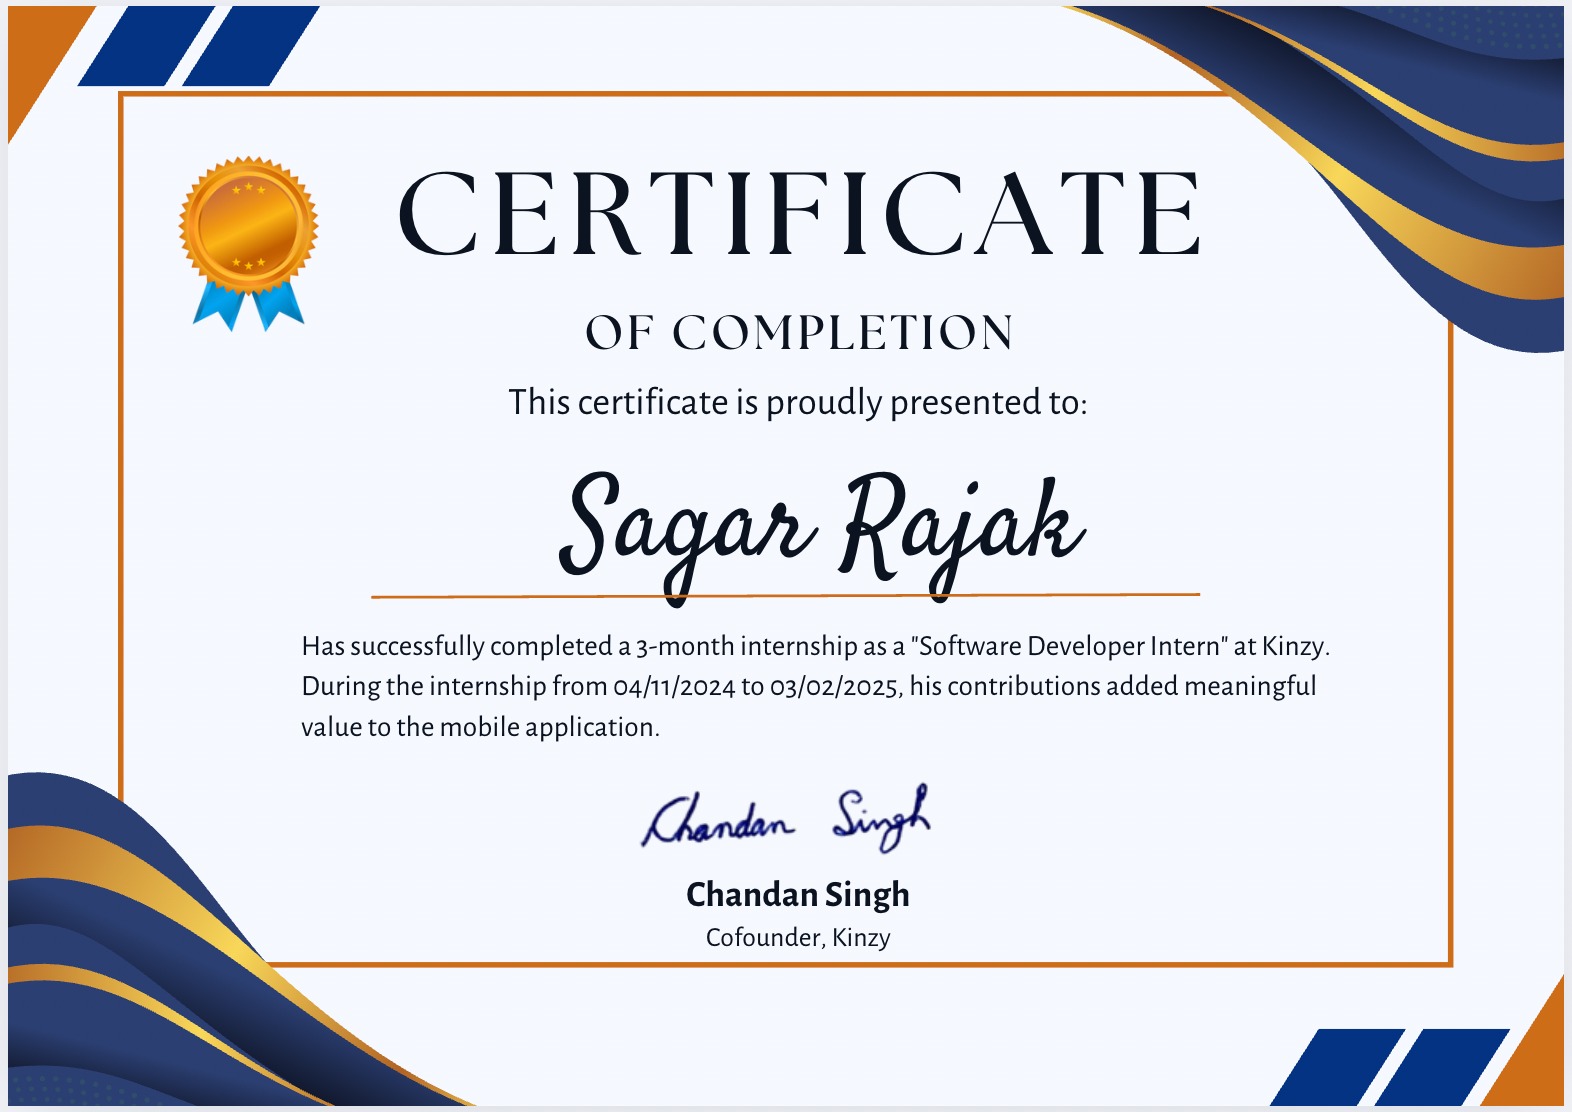 CERTIFICATE
OF COMPLETION
This certificate is proudly presented to:
Sagar Rajak
Has successfully completed a 3-month internship as a "Software Developer Intern" at Kinzy.
During the internship from 04/11/2024 to 03/02/2025, his contributions added meaningful
value to the mobile application.
Chandan Singh
Chandan Singh
Cofounder, Kinzy